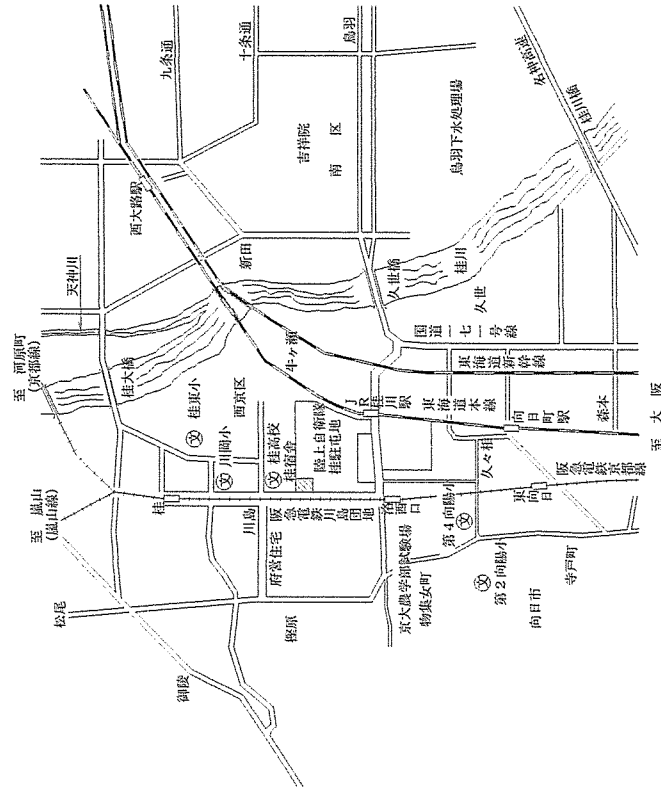 九条通
十条通
鳥羽
名神高速
桂川橋
西大路駅
吉祥院
南区
鳥羽下水処理場
天神川
新田
久世橋
桂川
久世
至 河原町
(京都線)
桂大橋
牛ヶ瀬
国道一七一号線
東海道新幹線
桂東小
西京区
JR桂川駅
東海道本線
向日町駅
森本
至大阪
川岡小
桂高校
桂宿舎
陸上自衛隊
桂駐屯地
久々相
至 嵐山
(嵐山線)
桂
川島
阪急電鉄川島団地
洛西口
第4向陽小
東向日
阪急電鉄京都線
府営住宅
松尾
樫原
京大農学部試験場
物集女町
第2向陽小
向日市
寺戸町
御陵
文
文
文
文
文